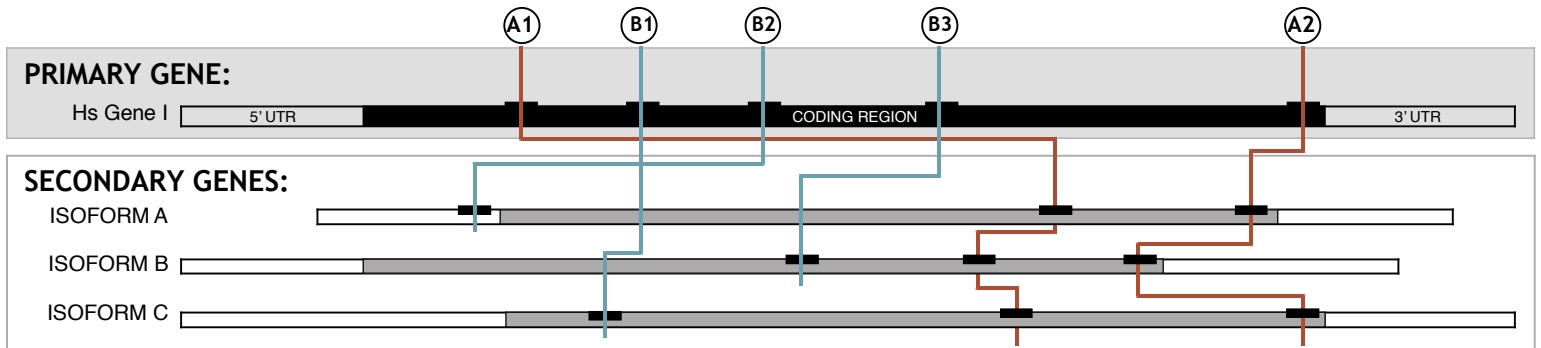 A1 B1 B2 B3 A2
PRIMARY GENE:
Hs Gene I 5' UTR CODING REGION 3' UTR
SECONDARY GENES:
ISOFORM A
ISOFORM B
ISOFORM C